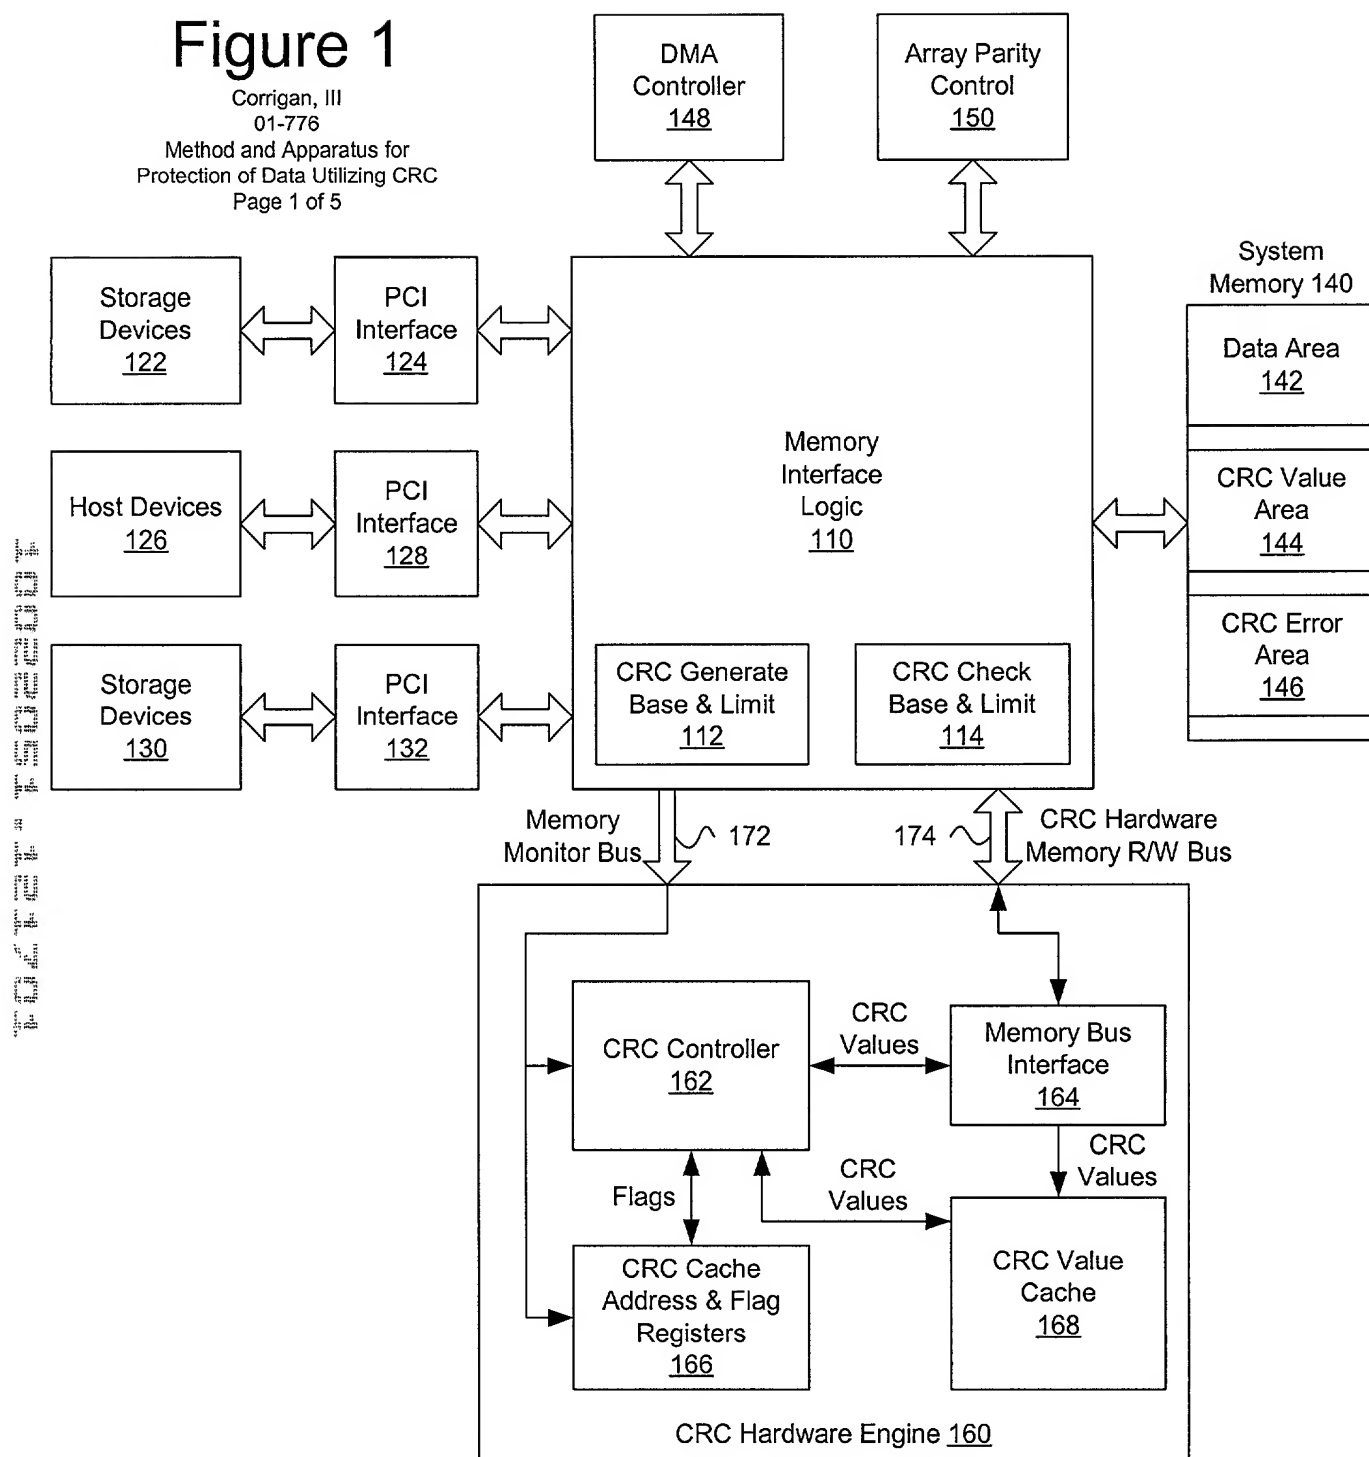 Figure 1
Corrigan, III
01-776
Method and Apparatus for
Protection of Data Utilizing CRC
Page 1 of 5
DMA
Controller
148
Array Parity
Control
150
Storage
Devices
122
PCI
Interface
124
System
Memory 140
Data Area
142
Memory
Interface
Logic
110
Host Devices
126
PCI
Interface
128
CRC Value
Area
144
CRC Error
Area
146
Storage
Devices
130
PCI
Interface
132
CRC Generate
Base & Limit
112
CRC Check
Base & Limit
114
Memory
Monitor Bus
172
174
CRC Hardware
Memory R/W Bus
CRC Controller
162
CRC
Values
Memory Bus
Interface
164
Flags
CRC
Values
CRC
Values
CRC Cache
Address & Flag
Registers
166
CRC Value
Cache
168
CRC Hardware Engine 160